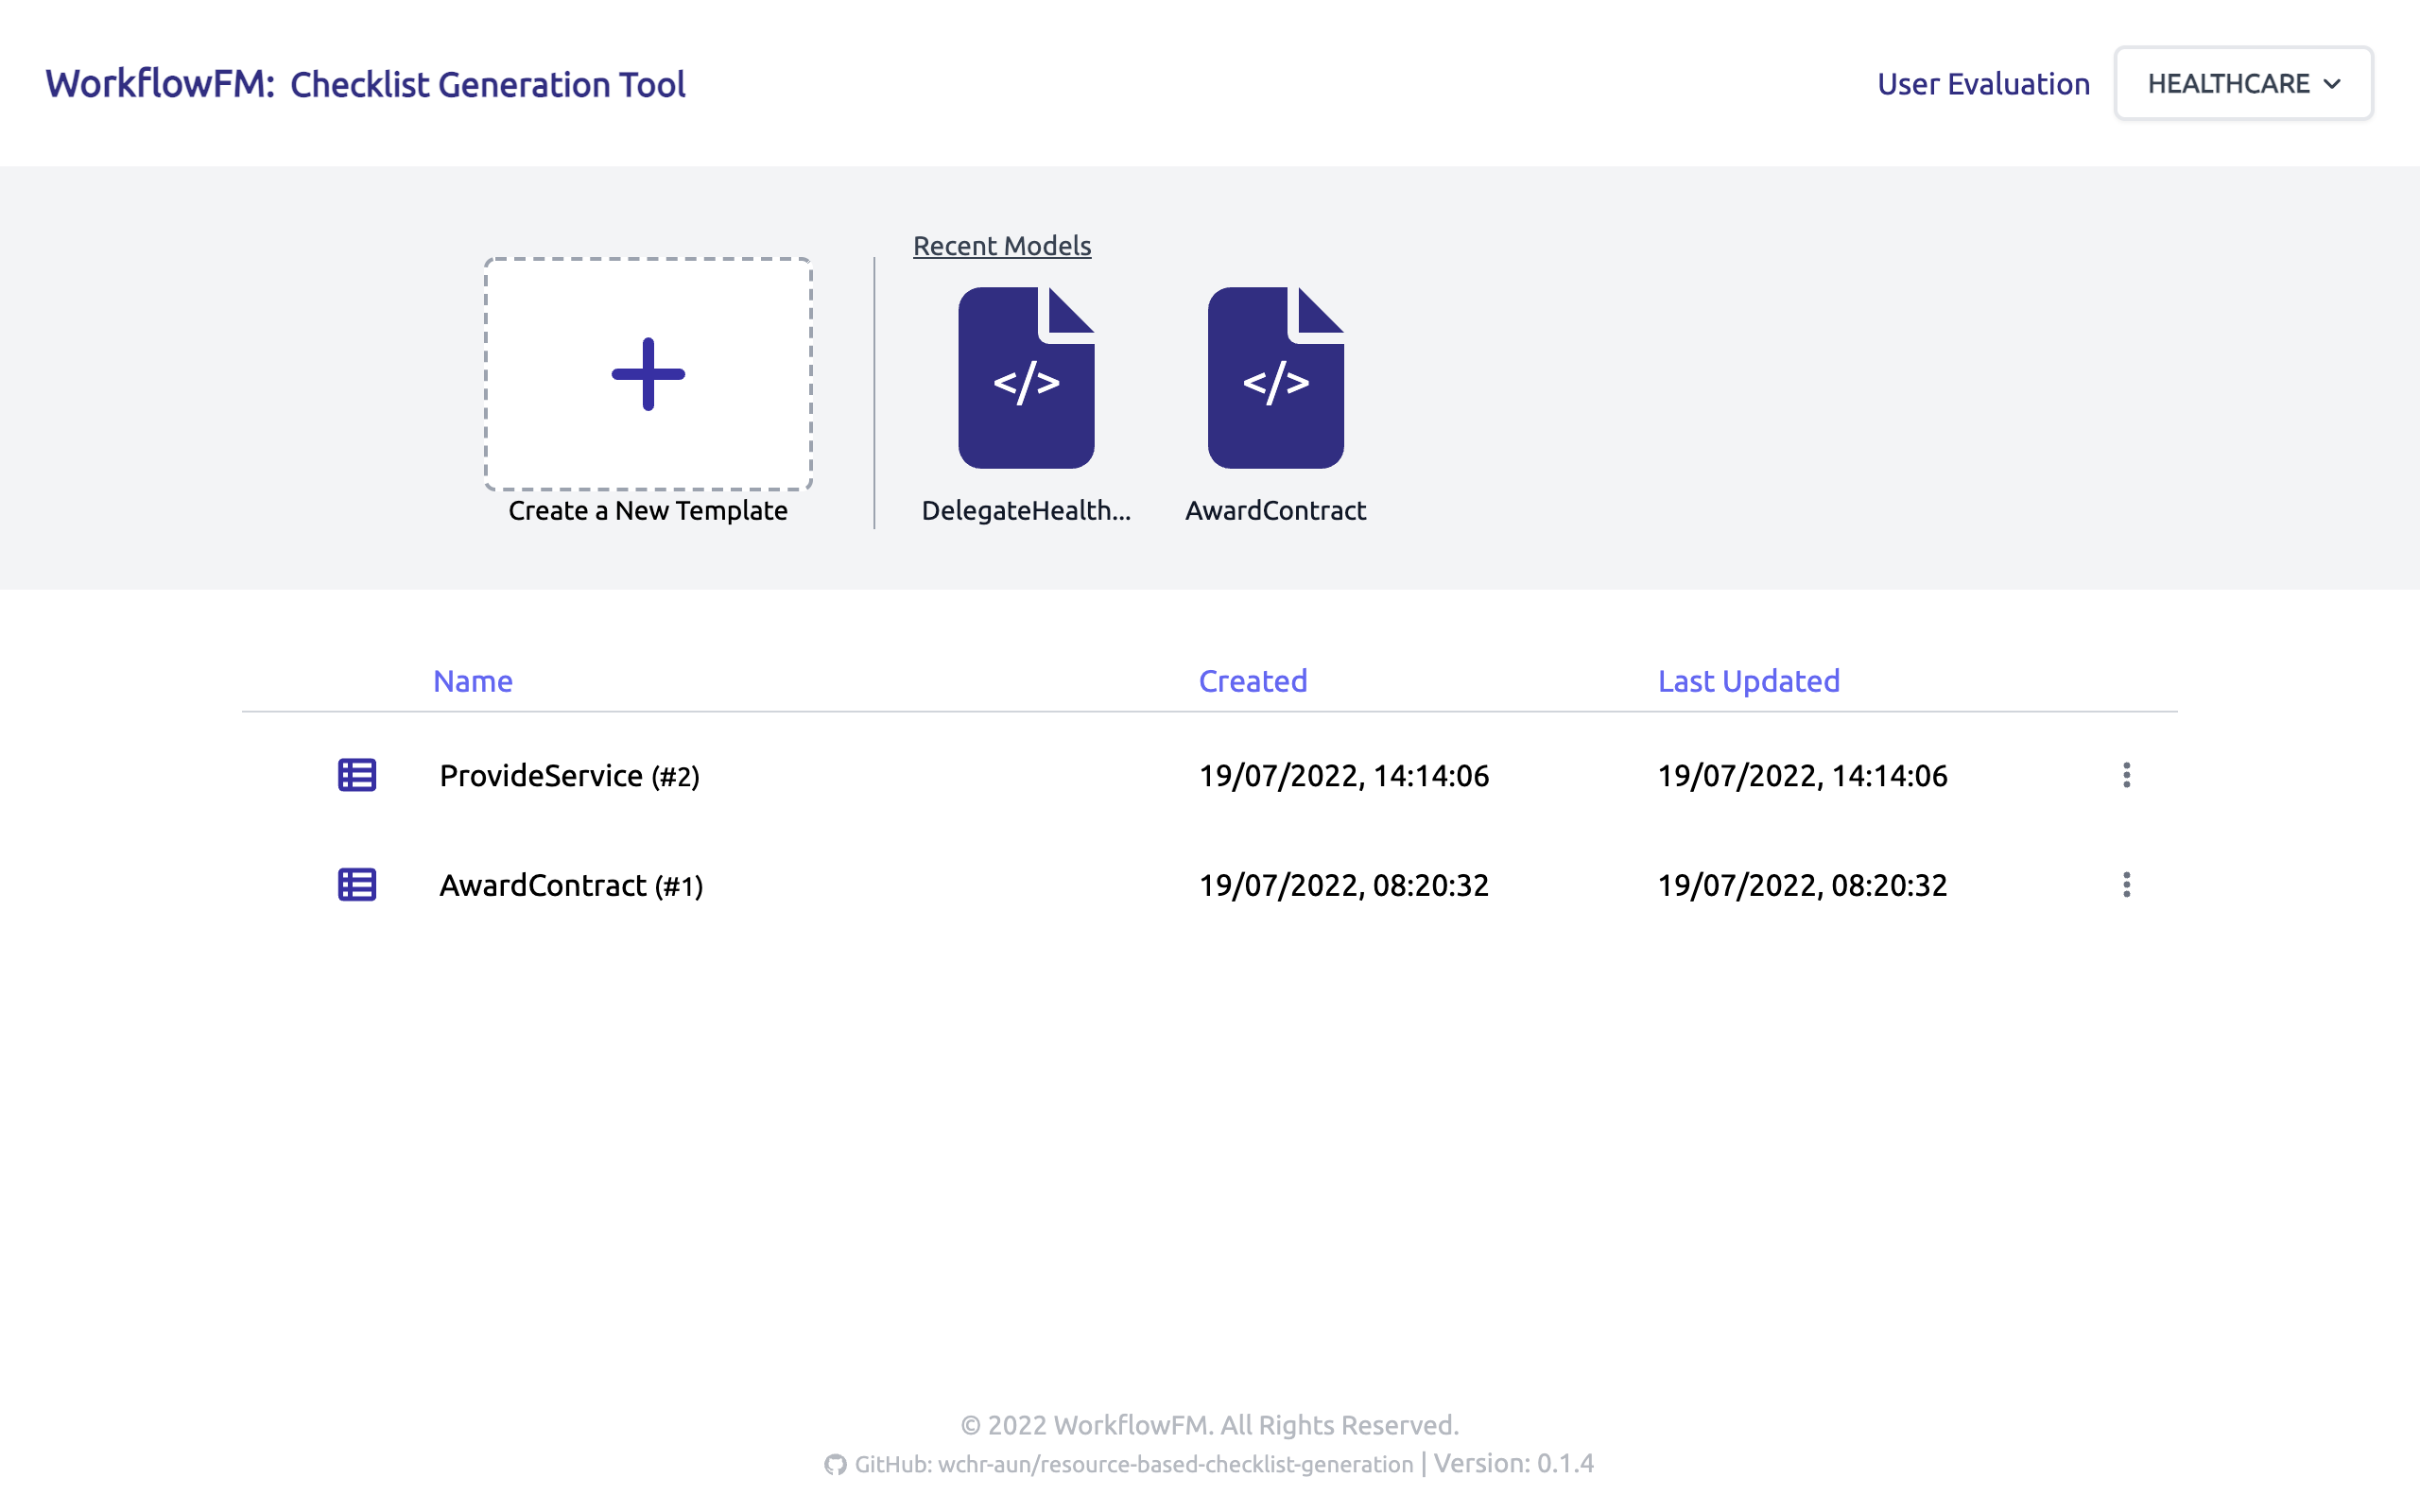 WorkflowFM: Checklist Generation Tool
User Evaluation
HEALTHCARE
Recent Models
</>
</>
Create a New Template
DelegateHealth...
AwardContract
Name Created Last Updated
ProvideService (#2) 19/07/2022, 14:14:06 19/07/2022, 14:14:06
AwardContract (#1) 19/07/2022, 08:20:32 19/07/2022, 08:20:32
© 2022 WorkflowFM. All Rights Reserved.
GitHub: wchr-aun/resource-based-checklist-generation | Version: 0.1.4